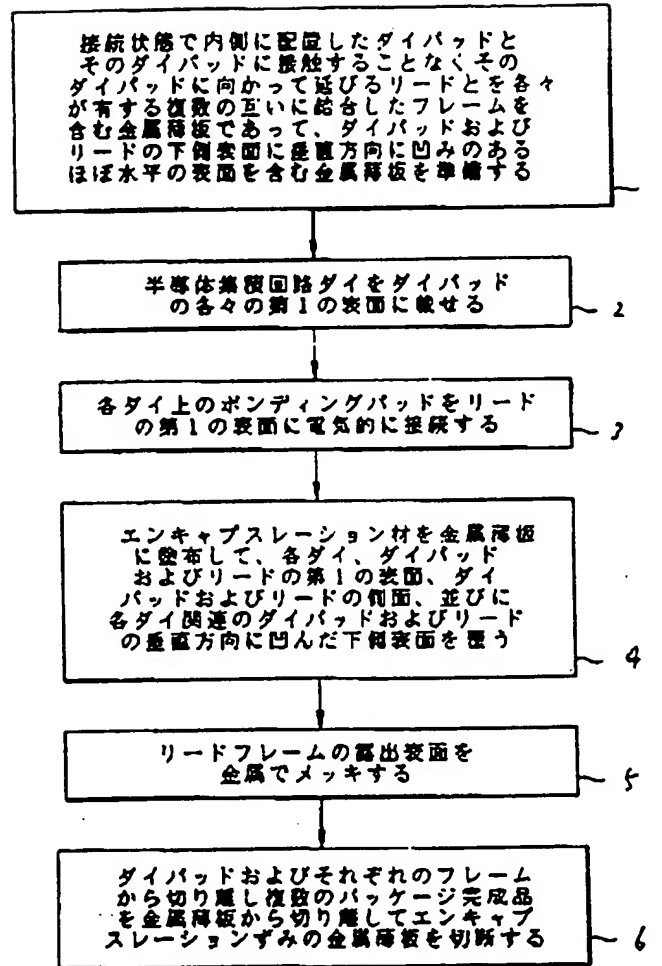 接続状態で内側に配置したダイパッドと
そのダイパッドに接触することなくその
ダイパッドに向かって延びるリードとを各々
が有する複数の互いに結合したフレームを
含む金属薄板であって、ダイパッドおよび
リードの下側表面に垂直方向に凹みのある
ほぼ水平の表面を含む金属薄板を準備する
半導体集積回路ダイをダイパッド
の各々の第1の表面に載せる
2
各ダイ上のボンディングパッドをリード
の第1の表面に電気的に接続する
3
エンキャプスレーション材を金属薄板
に塗布して、各ダイ、ダイパッド
およびリードの第1の表面、ダイ
パッドおよびリードの側面、並びに
各ダイ関連のダイパッドおよびリード
の垂直方向に凹んだ下側表面を覆う
4
リードフレームの露出表面を
金属でメッキする
5
ダイパッドおよびそれぞれのフレーム
から切り離し複数のパッケージ完成品
を金属薄板から切り離してエンキャプ
スレーションずみの金属薄板を切断する
6